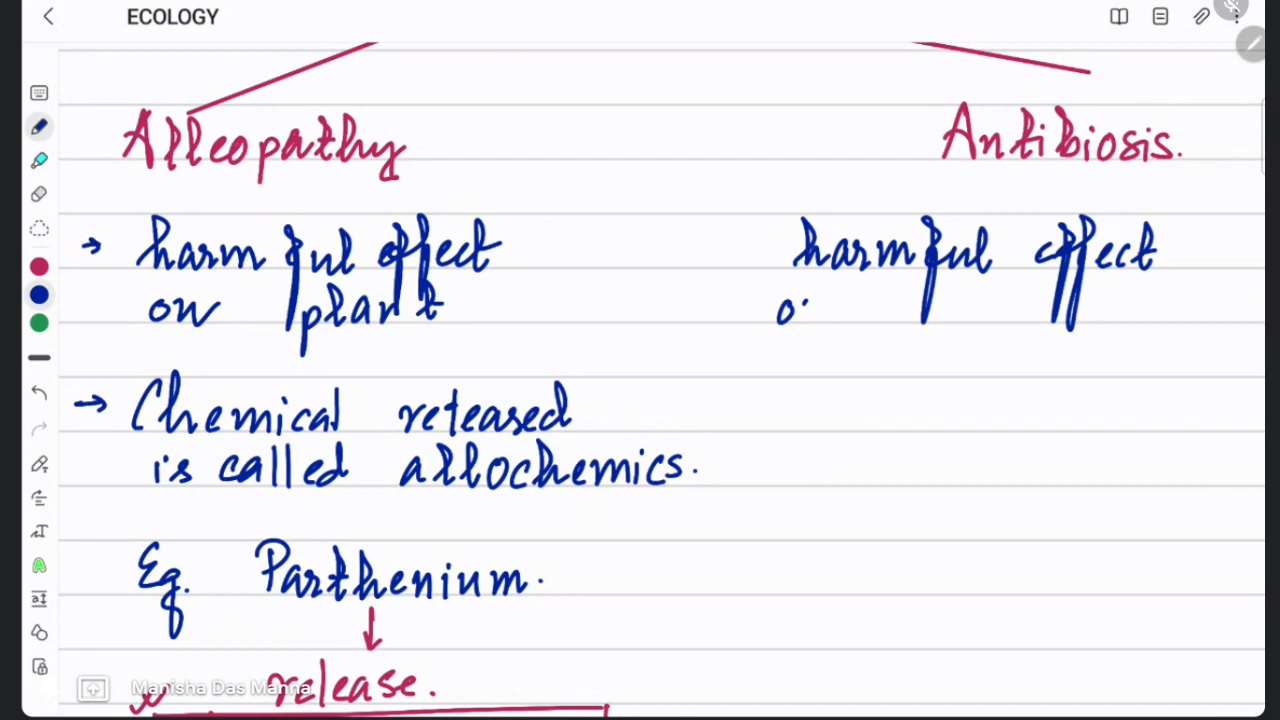 ECOLOGY
Alleopathy
Antibiosis.
→ harmful effect
on plant
harmful effect
o
→ Chemical released
is called allochemics.
Eg. Parthenium.
↓
release.
Manisha Das Manna